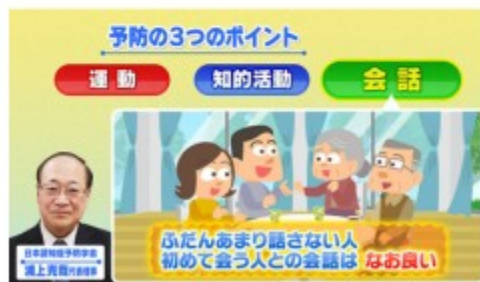 予防の3つのポイント
運動
知的活動
会話
ふだんあまり話さない人
初めて会う人との会話は なお良い
日本認知症予防学会
浦上克哉代表理事